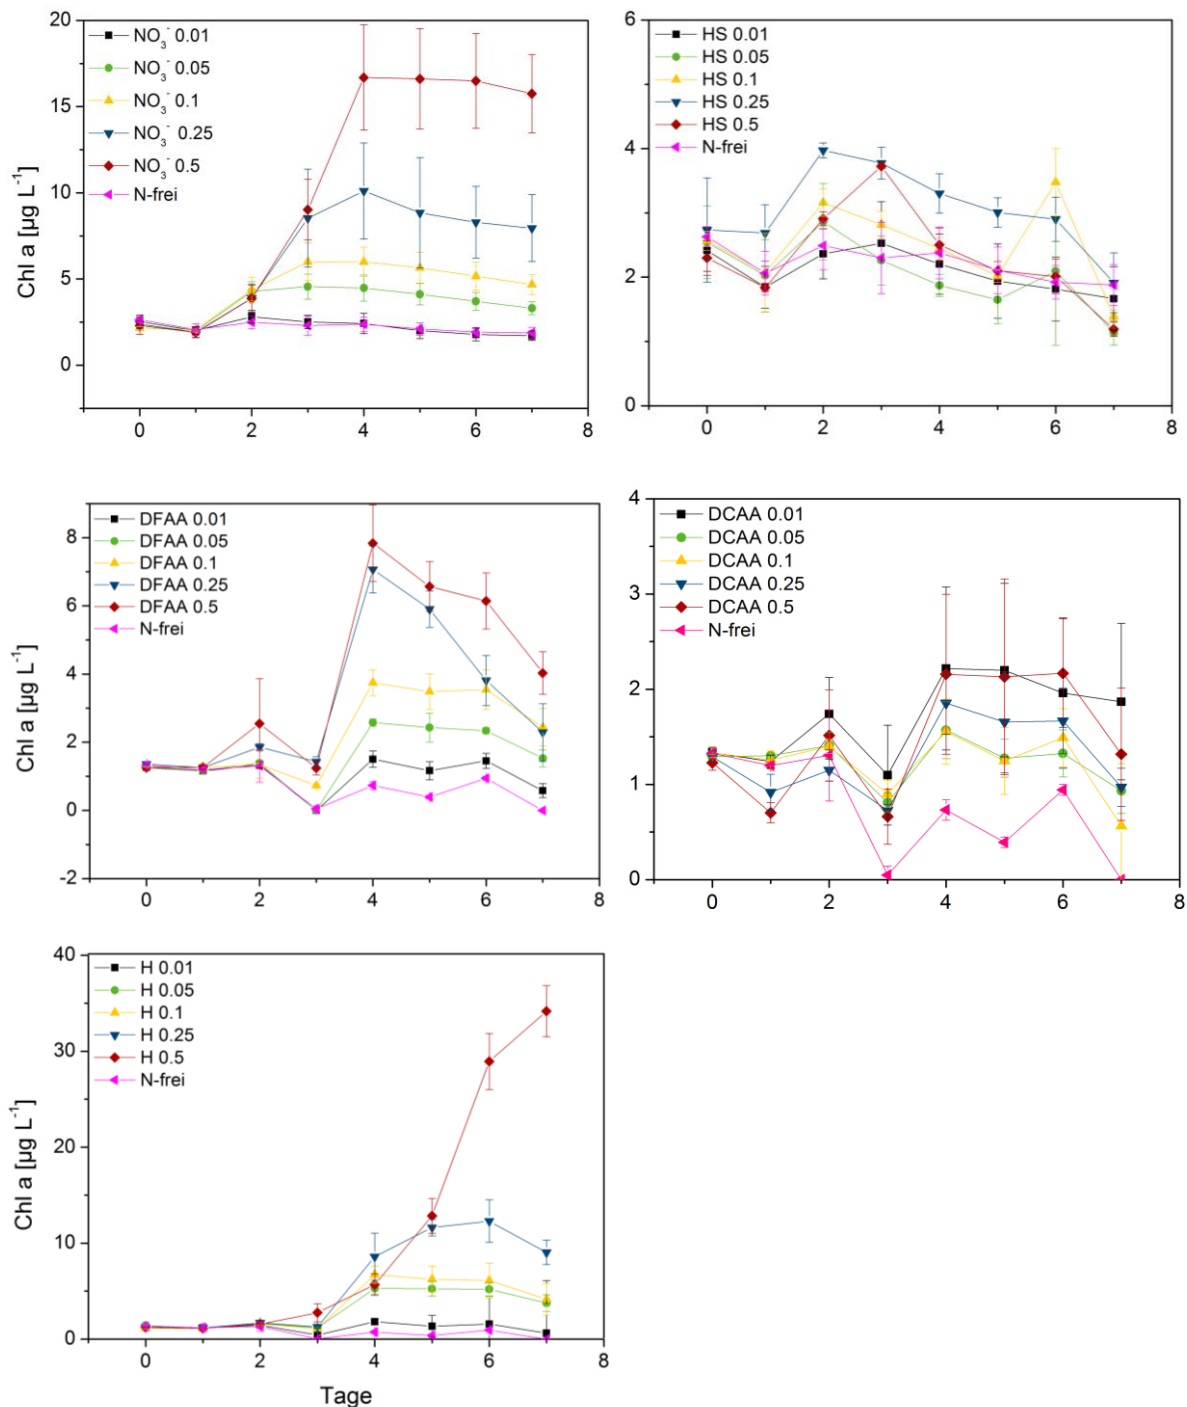 20
15
10
5
0
Chl a [µg L⁻¹]
NO₃⁻ 0.01
NO₃⁻ 0.05
NO₃⁻ 0.1
NO₃⁻ 0.25
NO₃⁻ 0.5
N-frei
0 2 4 6 8
6
4
2
0
HS 0.01
HS 0.05
HS 0.1
HS 0.25
HS 0.5
N-frei
0 2 4 6 8
8
6
4
2
0
-2
Chl a [µg L⁻¹]
DFAA 0.01
DFAA 0.05
DFAA 0.1
DFAA 0.25
DFAA 0.5
N-frei
0 2 4 6 8
4
3
2
1
0
DCAA 0.01
DCAA 0.05
DCAA 0.1
DCAA 0.25
DCAA 0.5
N-frei
0 2 4 6 8
40
30
20
10
0
Chl a [µg L⁻¹]
H 0.01
H 0.05
H 0.1
H 0.25
H 0.5
N-frei
0 2 4 6 8
Tage